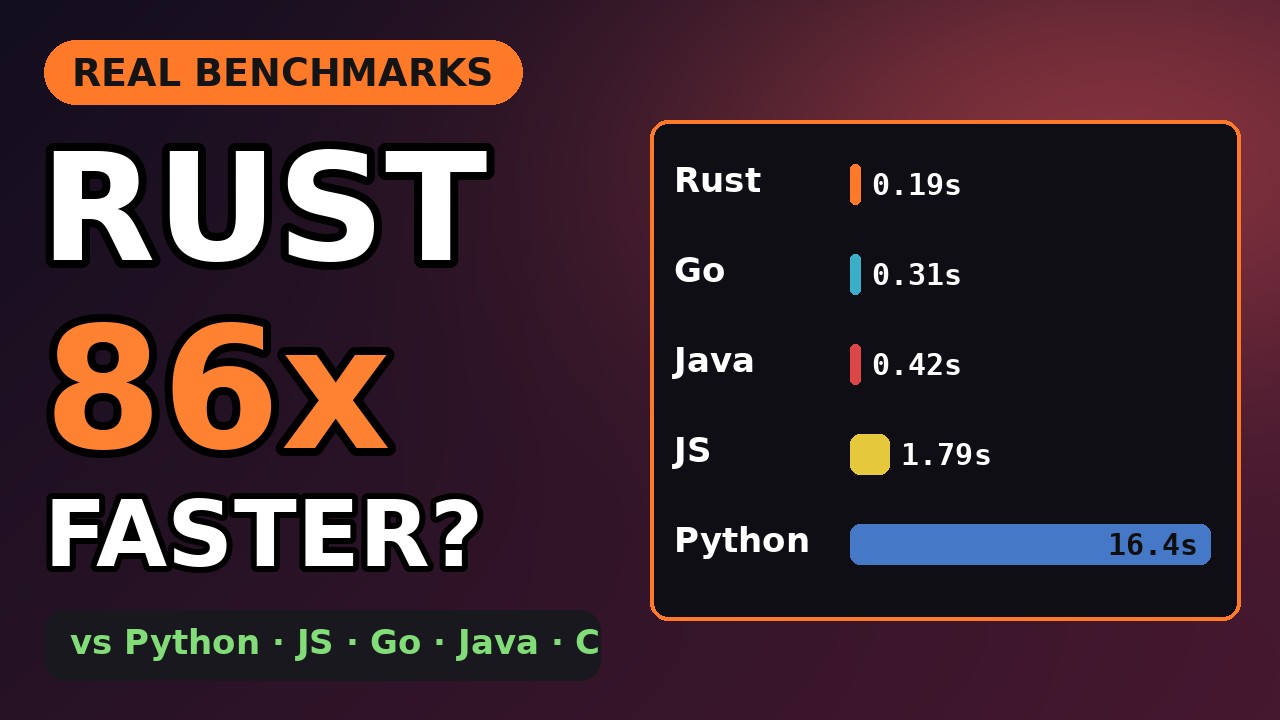 REAL BENCHMARKS
RUST
86x
FASTER?
vs Python · JS · Go · Java · C
Rust 0.19s
Go 0.31s
Java 0.42s
JS 1.79s
Python 16.4s